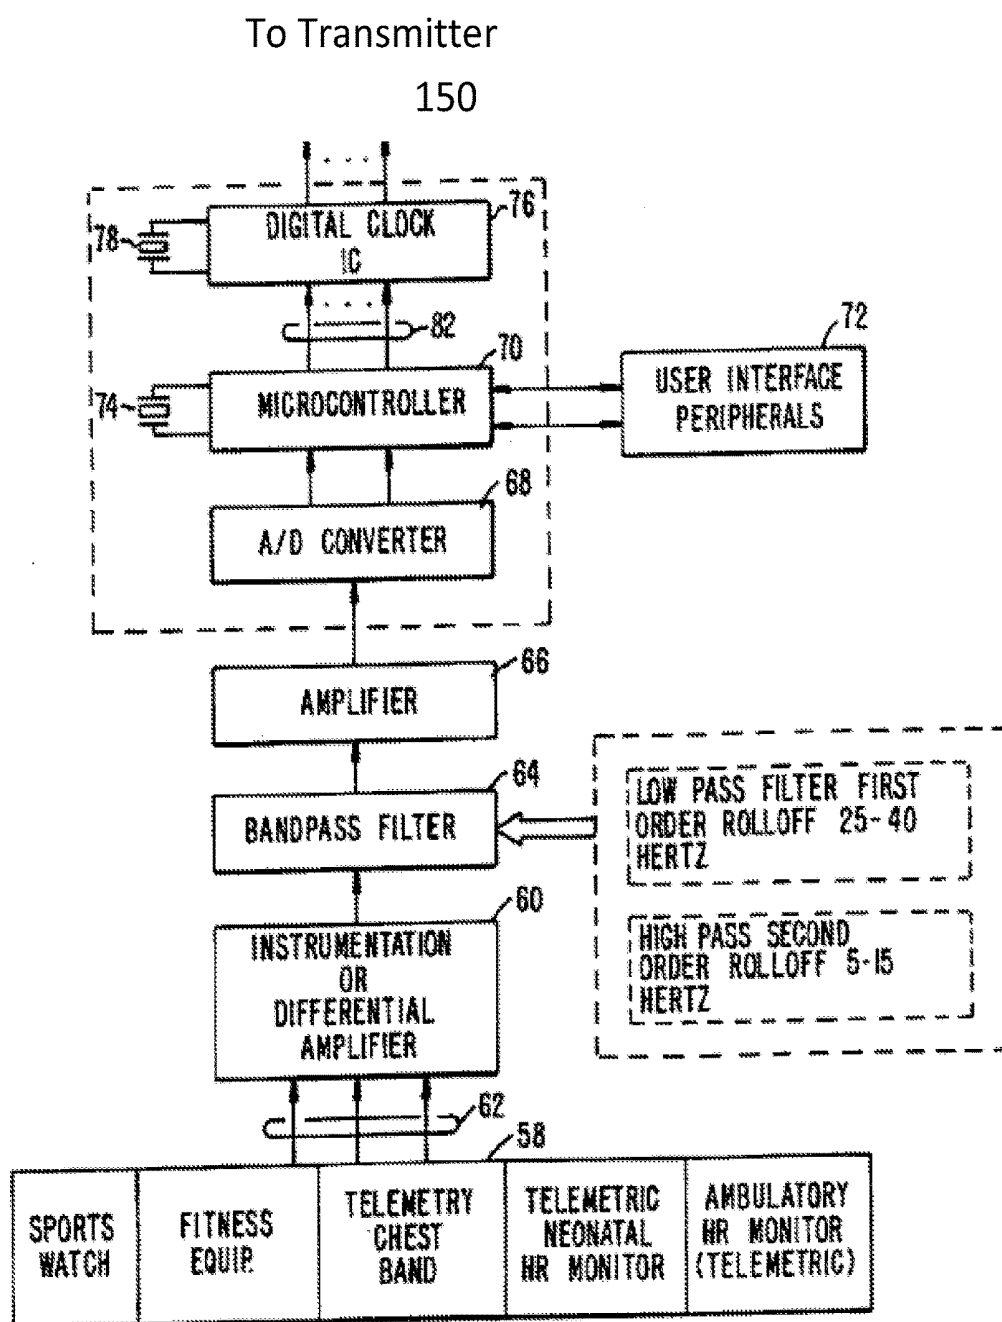 To Transmitter
150
DIGITAL CLOCK
IC
76
78
82
70
MICROCONTROLLER
74
72
USER INTERFACE
PERIPHERALS
68
A/D CONVERTER
66
AMPLIFIER
64
BANDPASS FILTER
LOW PASS FILTER FIRST
ORDER ROLLOFF 25-40
HERTZ
HIGH PASS SECOND
ORDER ROLLOFF 5-15
HERTZ
60
INSTRUMENTATION
OR
DIFFERENTIAL
AMPLIFIER
62
58
SPORTS
WATCH
FITNESS
EQUIP.
TELEMETRY
CHEST
BAND
TELEMETRIC
NEONATAL
HR MONITOR
AMBULATORY
HR MONITOR
(TELEMETRIC)